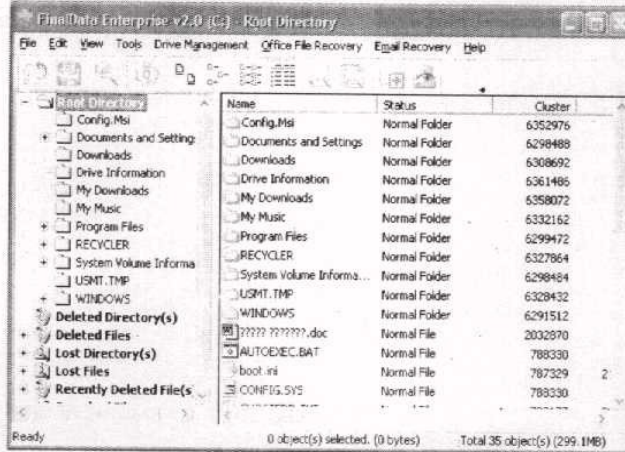 FinalData Enterprise v2.0 (C:) - Root Directory
File Edit View Tools Drive Management Office File Recovery Email Recovery Help
Root Directory
Config.Msi
Documents and Setting
Downloads
Drive Information
My Downloads
My Music
Program Files
RECYCLER
System Volume Informa
USMT.TMP
WINDOWS
Deleted Directory(s)
Deleted Files
Lost Directory(s)
Lost Files
Recently Deleted File(s
Name Status Cluster
Config.Msi Normal Folder 6352976
Documents and Settings Normal Folder 6298488
Downloads Normal Folder 6308692
Drive Information Normal Folder 6361486
My Downloads Normal Folder 6358072
My Music Normal Folder 6332162
Program Files Normal Folder 6299472
RECYCLER Normal Folder 6327864
System Volume Informa... Normal Folder 6298484
USMT.TMP Normal Folder 6328432
WINDOWS Normal Folder 6291512
????? ???????.doc Normal File 2032870
AUTOEXEC.BAT Normal File 788330
boot.ini Normal File 787329 2
CONFIG.SYS Normal File 788330
Ready 0 object(s) selected. (0 bytes) Total 35 object(s) (299.1MB)